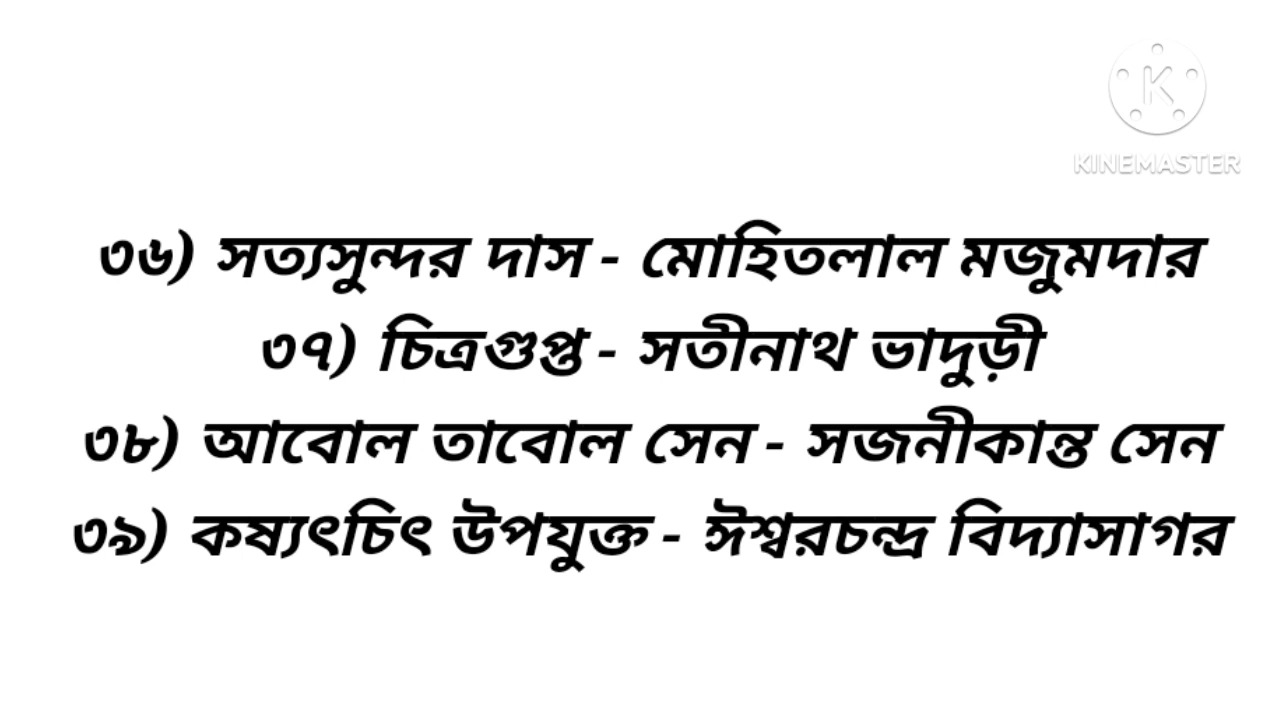 KINEMASTER
৩৬) সত্যসুন্দর দাস - মোহিতলাল মজুমদার
৩৭) চিত্রগুপ্ত - সতীনাথ ভাদুড়ী
৩৮) আবোল তাবোল সেন - সজনীকান্ত সেন
৩৯) কষ্যৎচিৎ উপযুক্ত - ঈশ্বরচন্দ্র বিদ্যাসাগর